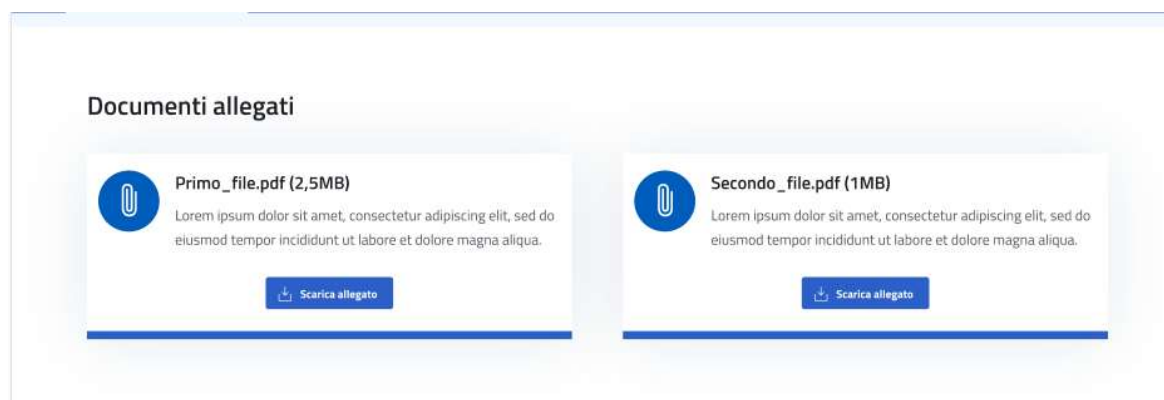 Documenti allegati
Primo_file.pdf (2,5MB)
Lorem ipsum dolor sit amet, consectetur adipiscing elit, sed do
eiusmod tempor incididunt ut labore et dolore magna aliqua.
Scarica allegato
Secondo_file.pdf (1MB)
Lorem ipsum dolor sit amet, consectetur adipiscing elit, sed do
eiusmod tempor incididunt ut labore et dolore magna aliqua.
Scarica allegato